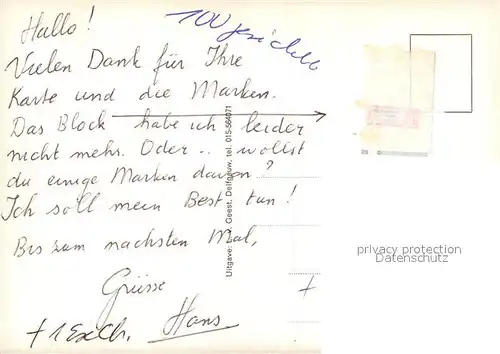 Hallo!
Vielen Dank für Ihre
Karte und die Marken.
Das Block habe ich leider
nicht mehr. Oder.. wollst
du einige Marken davon?
Ich soll mein Best tun!
Bis zum nächsten Mal,
Grüsse
Hans
+ 1 Exch.
+
100
Uitgave: L. v. Geest, Delfgauw, tel. 015-564071
privacy protection
Datenschutz